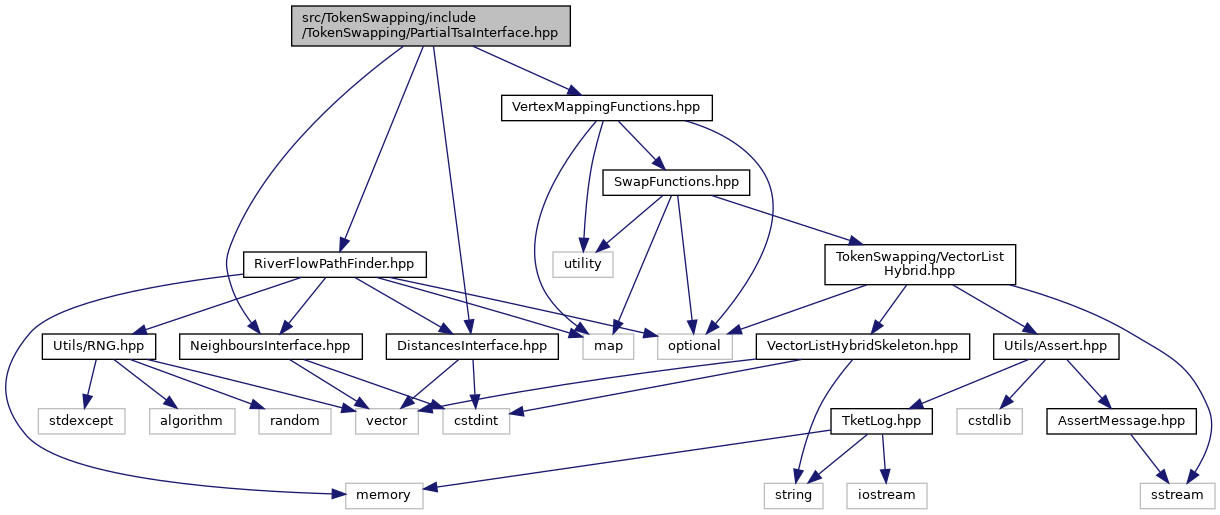 src/TokenSwapping/include
/TokenSwapping/PartialTsaInterface.hpp
VertexMappingFunctions.hpp
SwapFunctions.hpp
RiverFlowPathFinder.hpp
utility
TokenSwapping/VectorList
Hybrid.hpp
Utils/RNG.hpp
NeighboursInterface.hpp
DistancesInterface.hpp
map
optional
VectorListHybridSkeleton.hpp
Utils/Assert.hpp
stdexcept
algorithm
random
vector
cstdint
TketLog.hpp
cstdlib
AssertMessage.hpp
memory
string
iostream
sstream